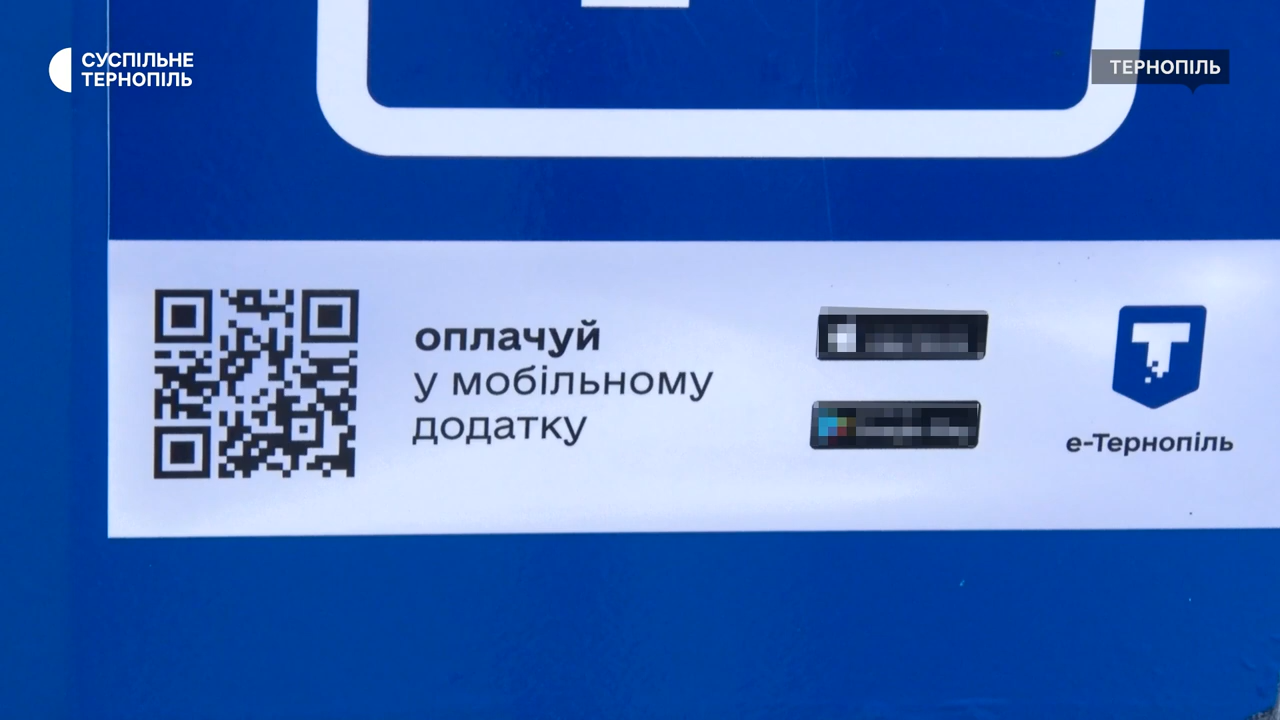 СУСПІЛЬНЕ
ТЕРНОПІЛЬ
ТЕРНОПІЛЬ
оплачуй
у мобільному
додатку
е-Тернопіль